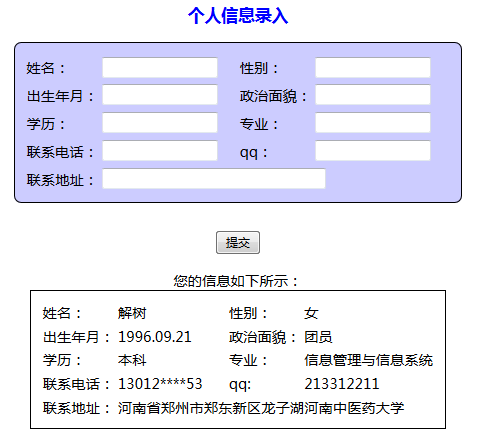 个人信息录入
姓名： 性别：
出生年月： 政治面貌：
学历： 专业：
联系电话： qq：
联系地址：
提交
您的信息如下所示：
姓名： 解树 性别： 女
出生年月： 1996.09.21 政治面貌： 团员
学历： 本科 专业： 信息管理与信息系统
联系电话： 13012****53 qq: 213312211
联系地址： 河南省郑州市郑东新区龙子湖河南中医药大学